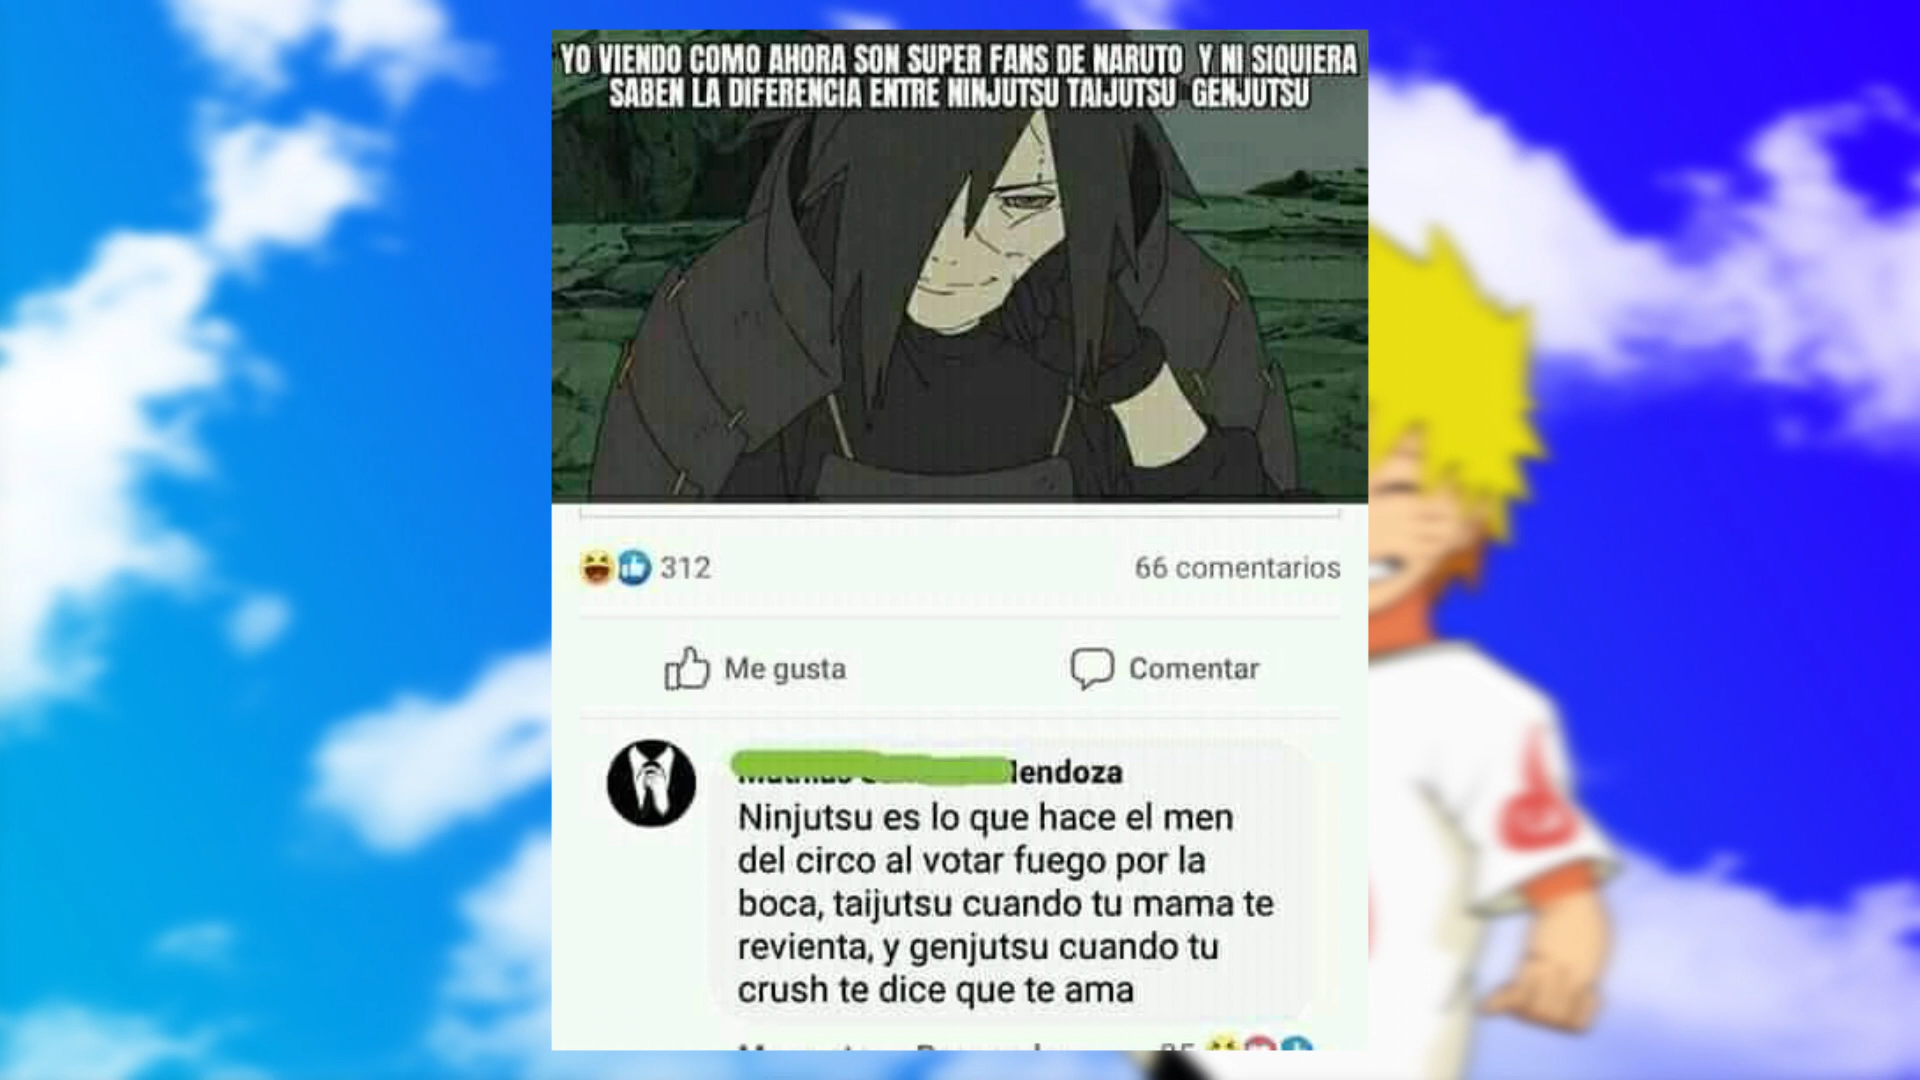 YO VIENDO COMO AHORA SON SUPER FANS DE NARUTO Y NI SIQUIERA
SABEN LA DIFERENCIA ENTRE NINJUTSU TAIJUTSU GENJUTSU
312
66 comentarios
Me gusta
Comentar
lendoza
Ninjutsu es lo que hace el men
del circo al votar fuego por la
boca, taijutsu cuando tu mama te
revienta, y genjutsu cuando tu
crush te dice que te ama